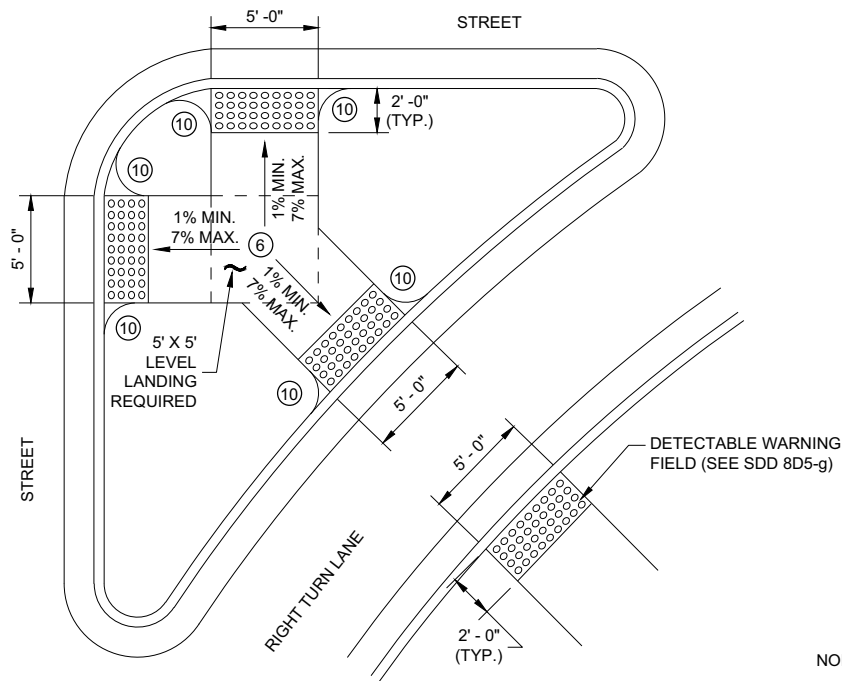 5' -0"
STREET
10
10
2' -0"
(TYP.)
10
1% MIN.
7% MAX.
1% MIN.
7% MAX.
6
5' - 0"
1% MIN.
7% MAX.
10
10
5' X 5'
LEVEL
LANDING
REQUIRED
10
5' - 0"
5' - 0"
DETECTABLE WARNING
FIELD (SEE SDD 8D5-g)
STREET
RIGHT TURN LANE
2' - 0"
(TYP.)
NO